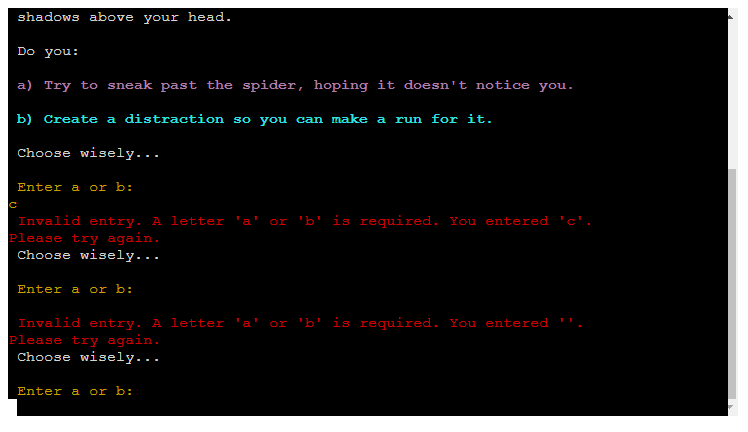 shadows above your head.
Do you:
a) Try to sneak past the spider, hoping it doesn't notice you.
b) Create a distraction so you can make a run for it.
Choose wisely...
Enter a or b:
c
Invalid entry. A letter 'a' or 'b' is required. You entered 'c'.
Please try again.
Choose wisely...
Enter a or b:
Invalid entry. A letter 'a' or 'b' is required. You entered ''.
Please try again.
Choose wisely...
Enter a or b: